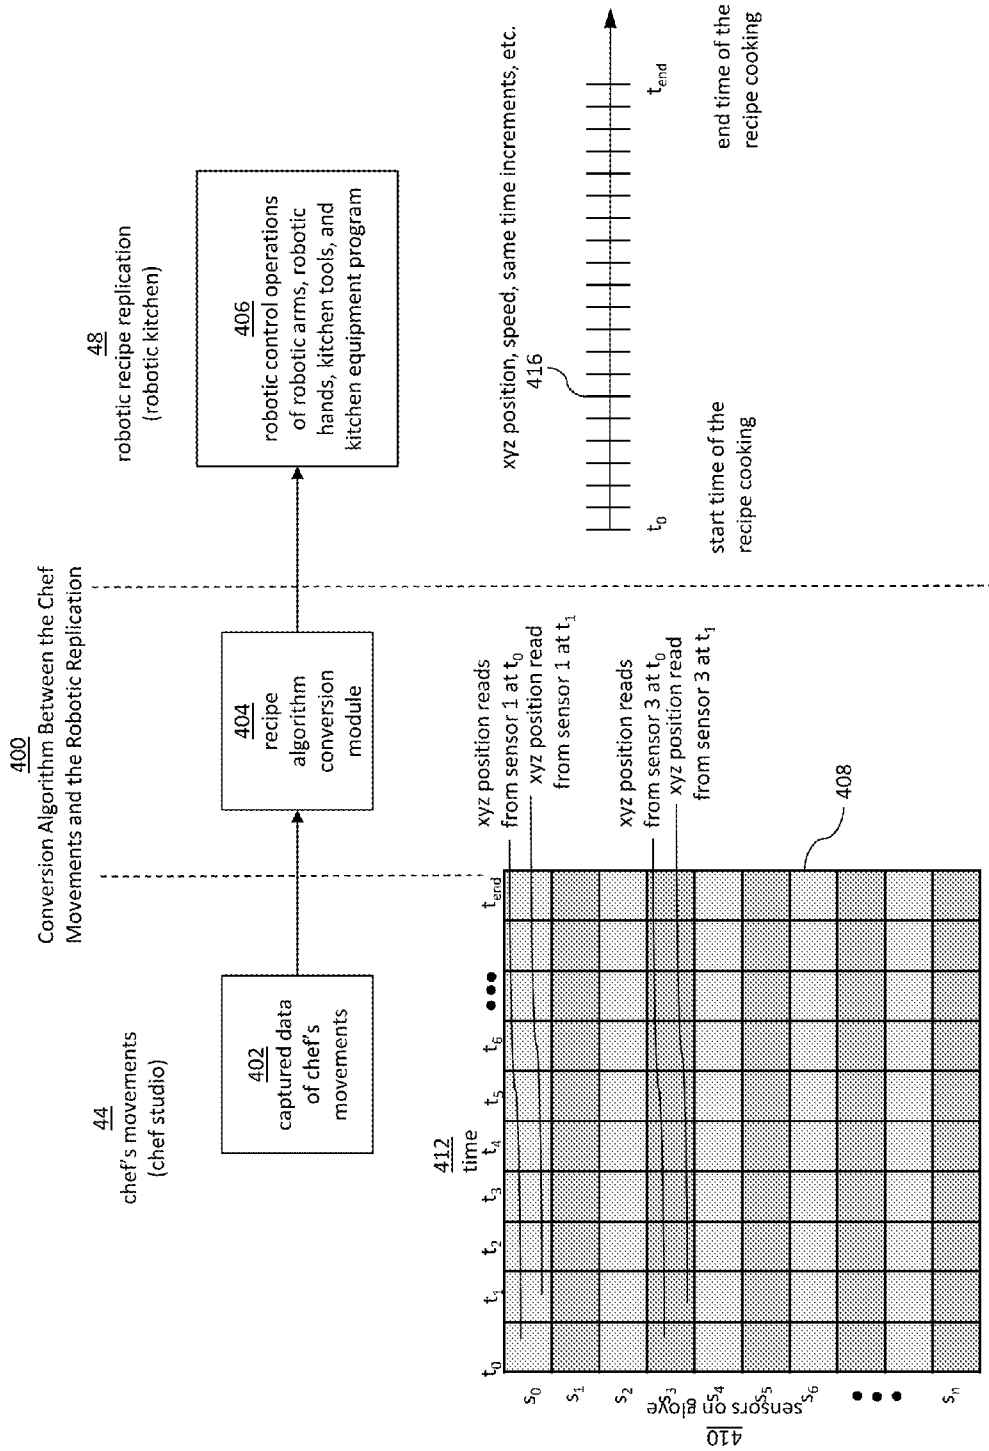 400
Conversion Algorithm Between the Chef
Movements and the Robotic Replication
44
chef's movements
(chef studio)
48
robotic recipe replication
(robotic kitchen)
402
captured data
of chef's
movements
404
recipe
algorithm
conversion
module
406
robotic control operations
of robotic arms, robotic
hands, kitchen tools, and
kitchen equipment program
412
time
t0 t1 t2 t3 t4 t5 t6 ••• tend
410
sensors on glove
S0
S1
S2
S3
S4
S5
S6
•••
Sn
xyz position reads
from sensor 1 at t0
xyz position read
from sensor 1 at t1
xyz position reads
from sensor 3 at t0
xyz position read
from sensor 3 at t1
408
xyz position, speed, same time increments, etc.
416
t0
tend
start time of the
recipe cooking
end time of the
recipe cooking